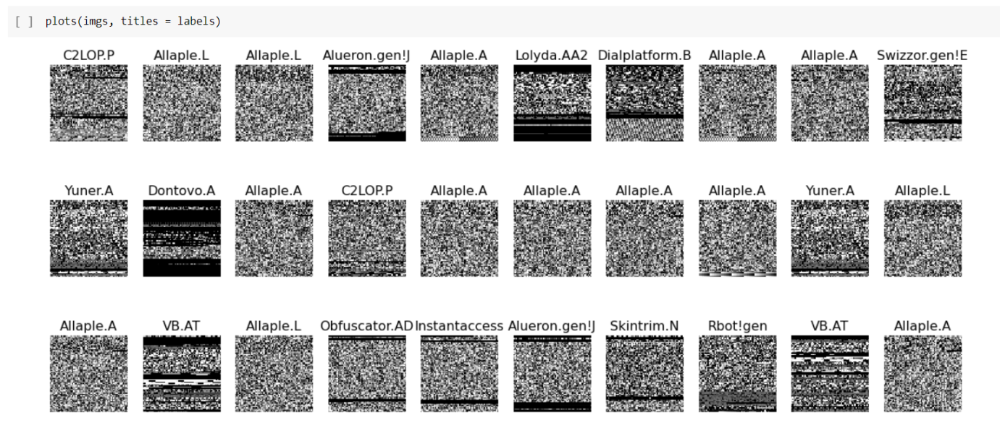 [ ] plots(imgs, titles = labels)
C2LOP.P Allaple.L Allaple.L Alueron.gen!J Allaple.A Lolyda.AA2 Dialplatform.B Allaple.A Allaple.A Swizzor.gen!E
Yuner.A Dontovo.A Allaple.A C2LOP.P Allaple.A Allaple.A Allaple.A Allaple.A Yuner.A Allaple.L
Allaple.A VB.AT Allaple.L Obfuscator.AD Instantaccess Alueron.gen!J Skintrim.N Rbot!gen VB.AT Allaple.A